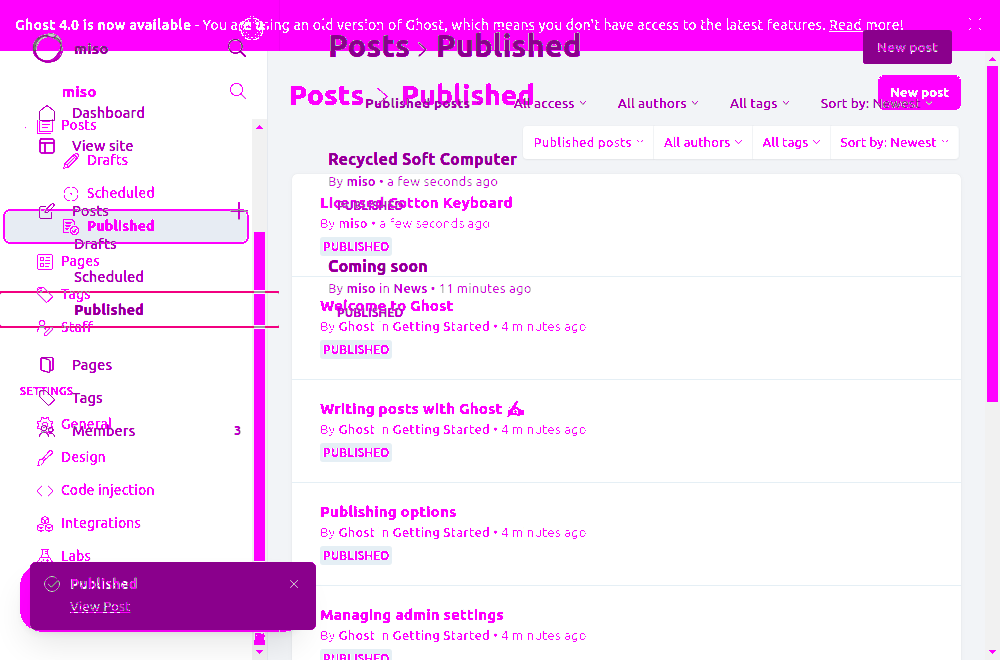 Ghost 4.0 is now available - You are using an old version of Ghost, which means you don't have access to the latest features. Read more!
miso
Posts > Published
New post
miso
Posts > Published
New post
Published posts
All access
All authors
All tags
Sort by: Newest
Dashboard
Posts
View site
Drafts
Published posts
All authors
All tags
Sort by: Newest
Recycled Soft Computer
By miso • a few seconds ago
PUBLISHED
Scheduled
Licensed Cotton Keyboard
By miso • a few seconds ago
PUBLISHED
Posts
Published
Drafts
Pages
Scheduled
Coming soon
By miso in News • 11 minutes ago
PUBLISHED
Tags
Published
Staff
Welcome to Ghost
By Ghost in Getting Started • 4 minutes ago
PUBLISHED
Pages
SETTINGS
Tags
General
Members 3
Writing posts with Ghost ✍
By Ghost in Getting Started • 4 minutes ago
PUBLISHED
Design
Code injection
Integrations
Labs
Publishing options
By Ghost in Getting Started • 4 minutes ago
PUBLISHED
Published
View Post
Managing admin settings
By Ghost in Getting Started • 4 minutes ago
PUBLISHED